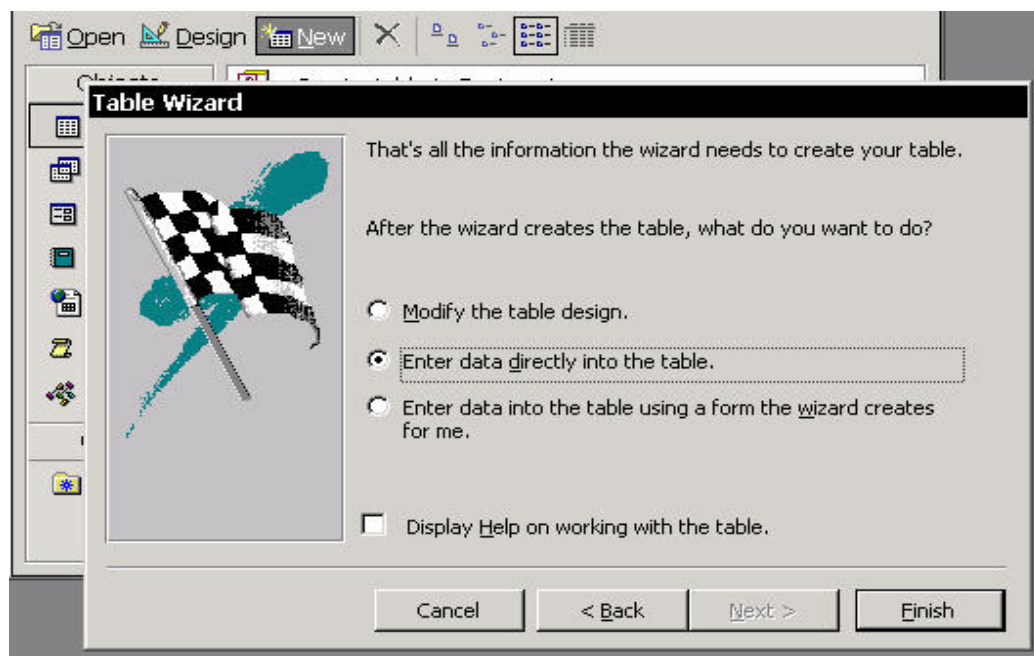 Open Design New
Table Wizard
That's all the information the wizard needs to create your table.
After the wizard creates the table, what do you want to do?
Modify the table design.
Enter data directly into the table.
Enter data into the table using a form the wizard creates
for me.
Display Help on working with the table.
Cancel < Back Next > Finish